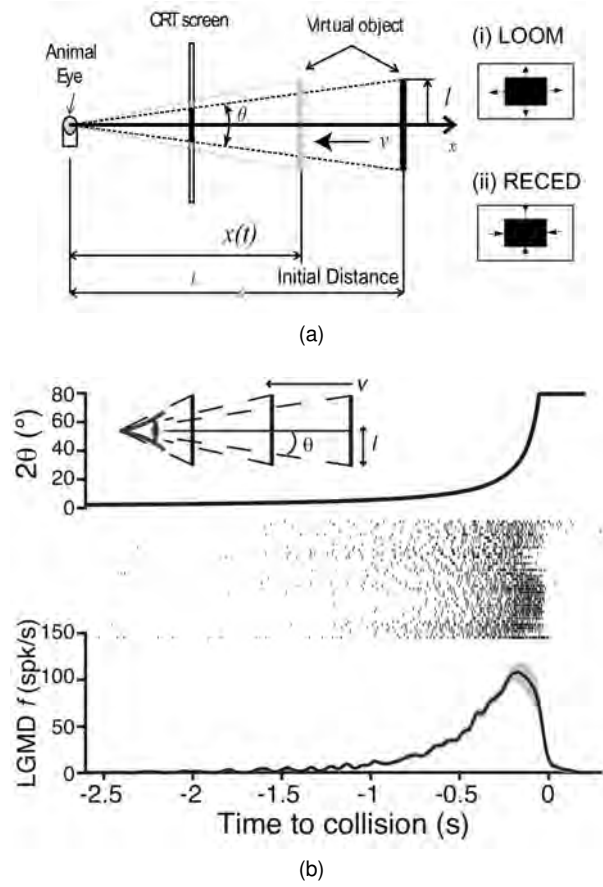 CRT screen
Virtual object
Animal
Eye
θ
l
v
x
x(t)
Initial Distance
(i) LOOM
(ii) RECED
(a)
(b)
v
θ
l
2θ (°)
80
60
40
20
0
LGMD f (spk/s)
150
100
50
0
-2.5
-2
-1.5
-1
-0.5
0
Time to collision (s)